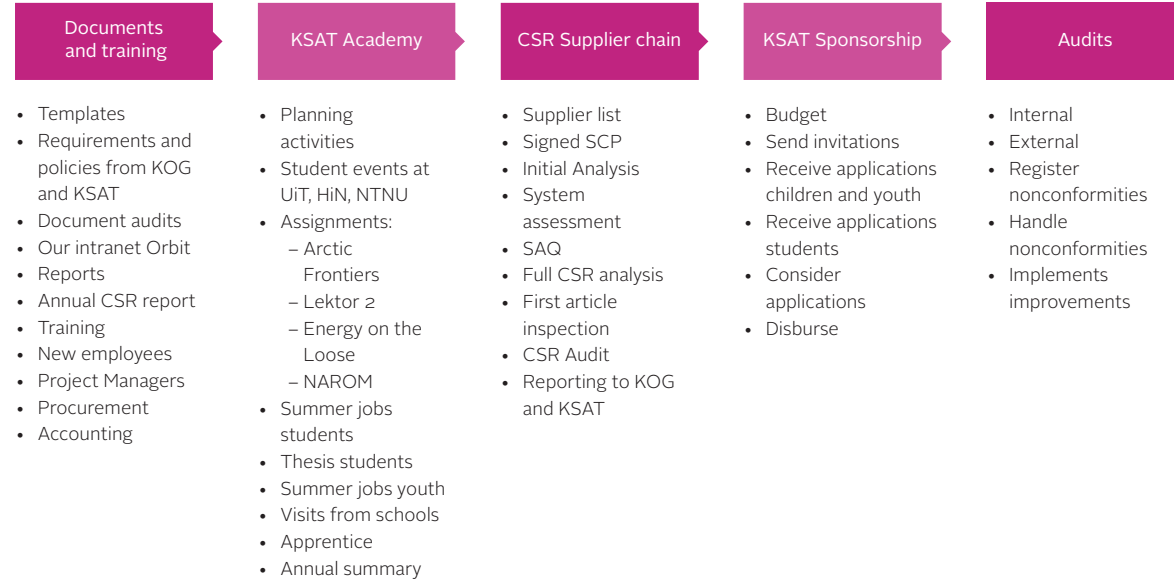 Documents
and training
• Templates
• Requirements and
policies from KOG
and KSAT
• Document audits
• Our intranet Orbit
• Reports
• Annual CSR report
• Training
• New employees
• Project Managers
• Procurement
• Accounting
KSAT Academy
• Planning
activities
• Student events at
UiT, HiN, NTNU
• Assignments:
– Arctic
Frontiers
– Lektor 2
– Energy on the
Loose
– NAROM
• Summer jobs
students
• Thesis students
• Summer jobs youth
• Visits from schools
• Apprentice
• Annual summary
CSR Supplier chain
• Supplier list
• Signed SCP
• Initial Analysis
• System
assessment
• SAQ
• Full CSR analysis
• First article
inspection
• CSR Audit
• Reporting to KOG
and KSAT
KSAT Sponsorship
• Budget
• Send invitations
• Receive applications
children and youth
• Receive applications
students
• Consider
applications
• Disburse
Audits
• Internal
• External
• Register
nonconformities
• Handle
nonconformities
• Implements
improvements